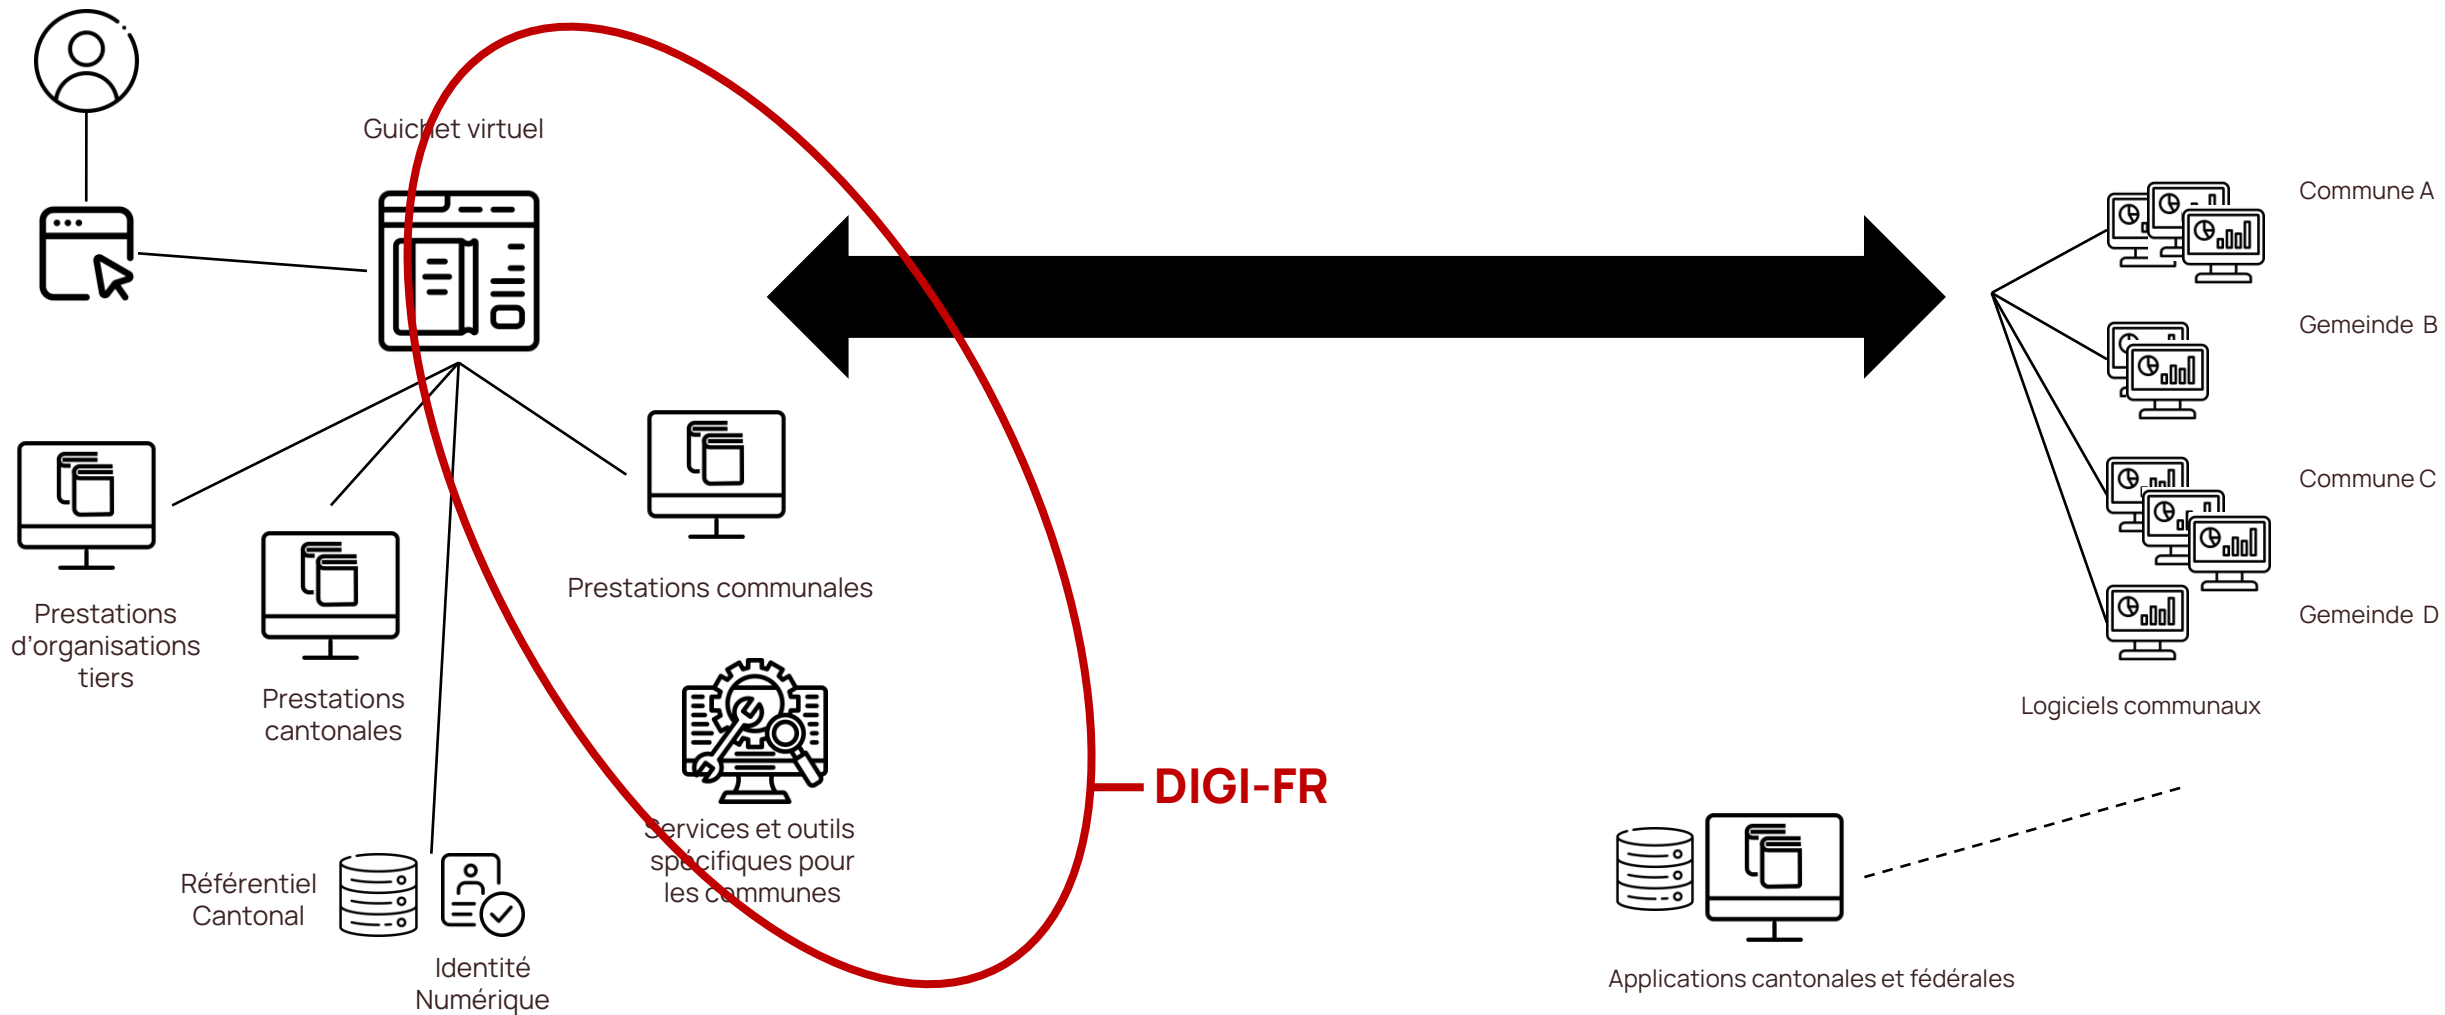 Guichet virtuel
Prestations
d'organisations
tiers
Prestations
cantonales
Prestations communales
Services et outils
spécifiques pour
les communes
Référentiel
Cantonal
Identité
Numérique
DIGI-FR
Commune A
Gemeinde B
Commune C
Gemeinde D
Logiciels communaux
Applications cantonales et fédérales